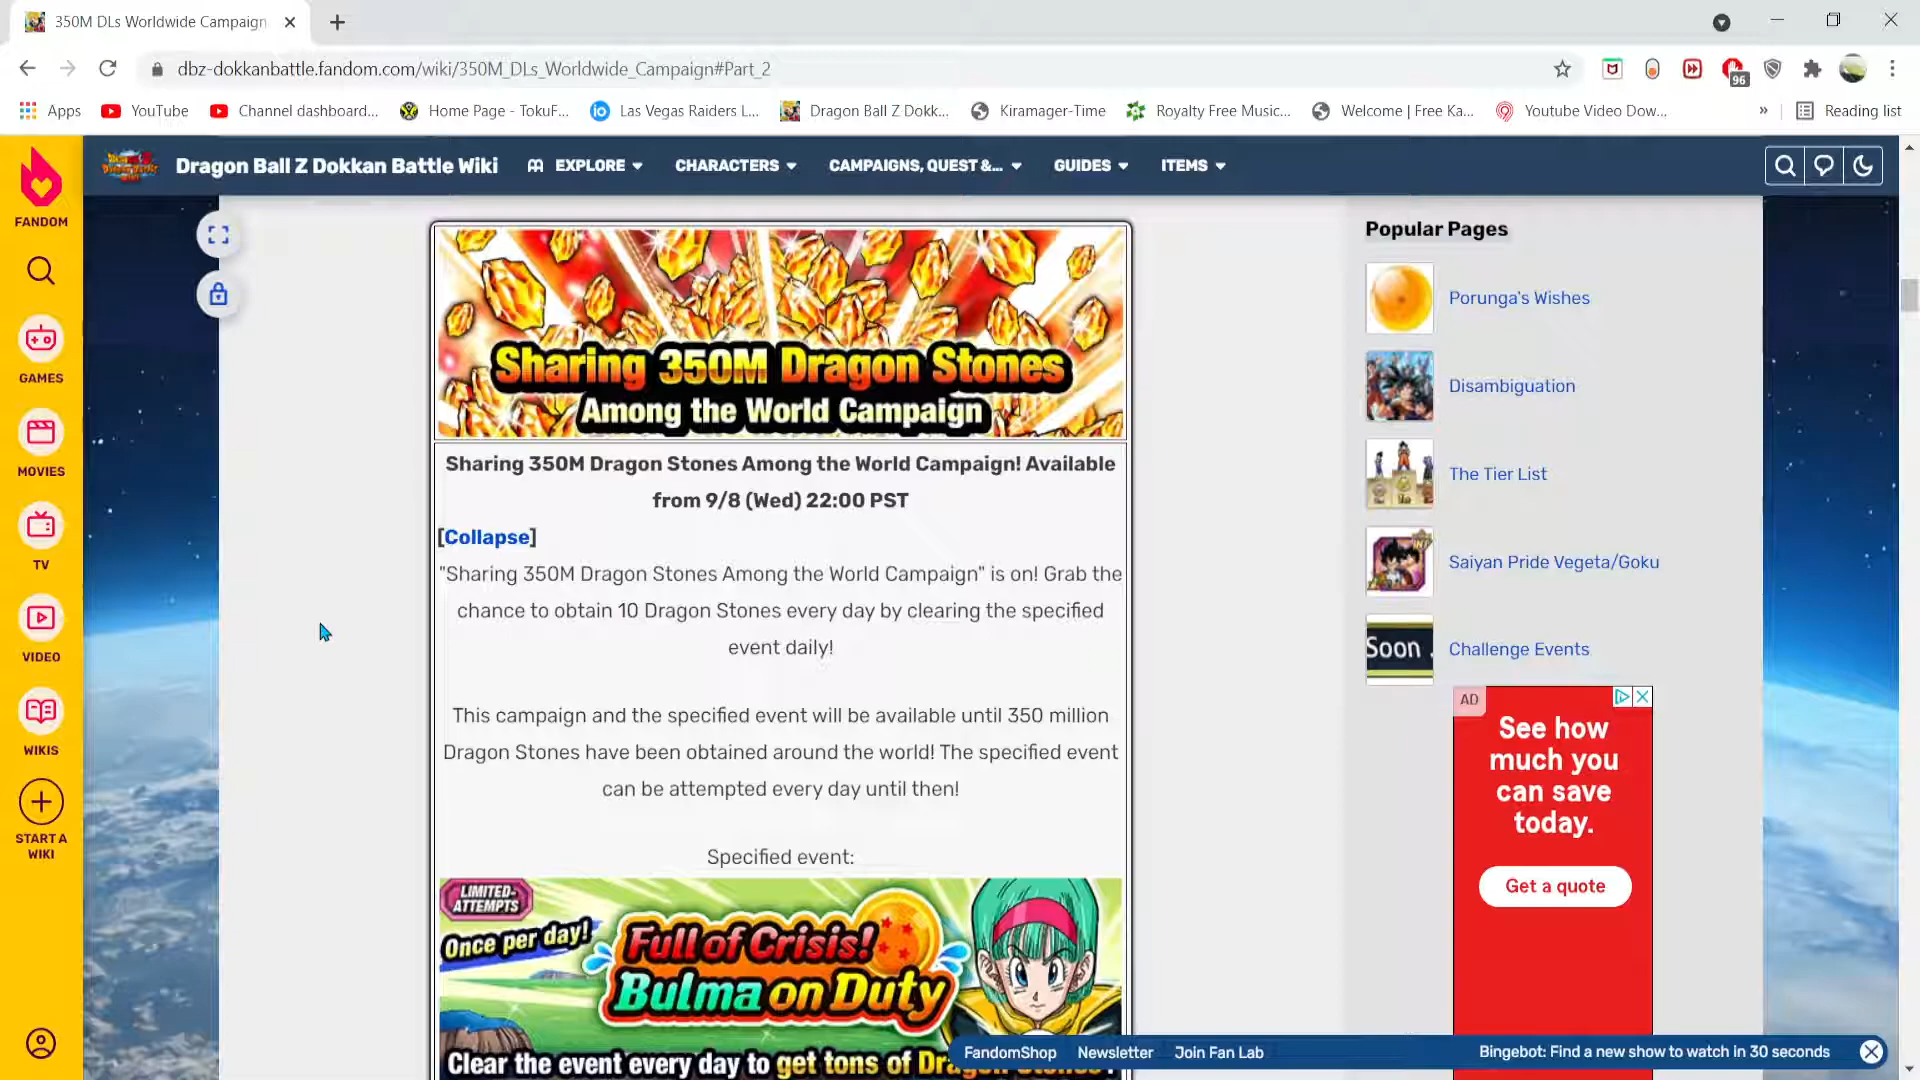 350M DLs Worldwide Campaign
dbz-dokkanbattle.fandom.com/wiki/350M_DLs_Worldwide_Campaign#Part_2
96
Apps
YouTube
Channel dashboard...
Home Page - TokuF...
Las Vegas Raiders L...
Dragon Ball Z Dokk...
Kiramager-Time
Royalty Free Music...
Welcome | Free Ka...
Youtube Video Dow...
»
Reading list
FANDOM
GAMES
MOVIES
TV
VIDEO
WIKIS
START A
WIKI
Dragon Ball Z Dokkan Battle Wiki
EXPLORE
CHARACTERS
CAMPAIGNS, QUEST &...
GUIDES
ITEMS
Sharing 350M Dragon Stones
Among the World Campaign
Sharing 350M Dragon Stones Among the World Campaign! Available
from 9/8 (Wed) 22:00 PST
[Collapse]
"Sharing 350M Dragon Stones Among the World Campaign" is on! Grab the
chance to obtain 10 Dragon Stones every day by clearing the specified
event daily!
This campaign and the specified event will be available until 350 million
Dragon Stones have been obtained around the world! The specified event
can be attempted every day until then!
Specified event:
LIMITED-
ATTEMPTS
Once per day!
Full of Crisis!
Bulma on Duty
Clear the event every day to get tons of
Popular Pages
Porunga's Wishes
Disambiguation
The Tier List
Saiyan Pride Vegeta/Goku
Soon
Challenge Events
AD
See how
much you
can save
today.
Get a quote
FandomShop
Newsletter
Join Fan Lab
Bingebot: Find a new show to watch in 30 seconds